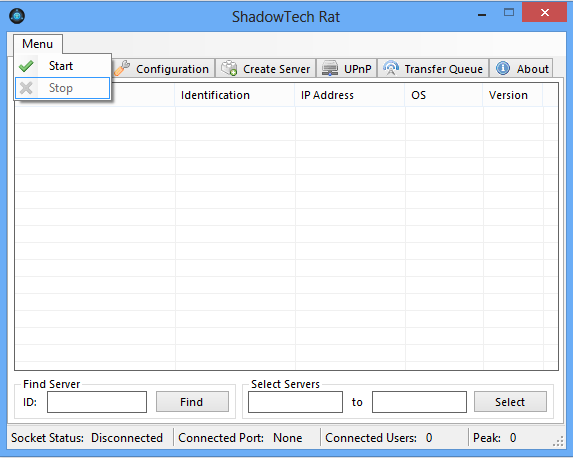 ShadowTech Rat
Menu
Start
Stop
Configuration Create Server UPnP Transfer Queue About
Identification IP Address OS Version
Find Server
ID: Find
Select Servers
to Select
Socket Status: Disconnected Connected Port: None Connected Users: 0 Peak: 0